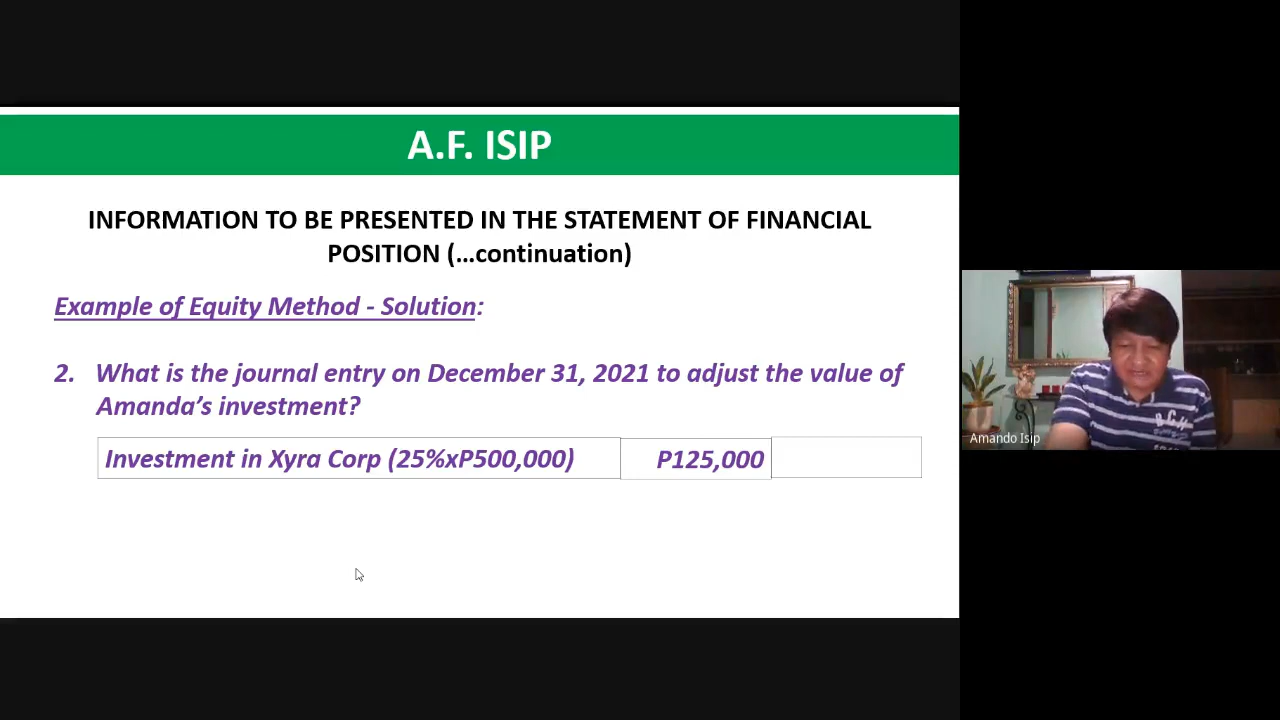 A.F. ISIP
INFORMATION TO BE PRESENTED IN THE STATEMENT OF FINANCIAL
POSITION (...continuation)
Example of Equity Method - Solution:
2. What is the journal entry on December 31, 2021 to adjust the value of
Amanda's investment?
Investment in Xyra Corp (25%xP500,000) P125,000
Amando Isip